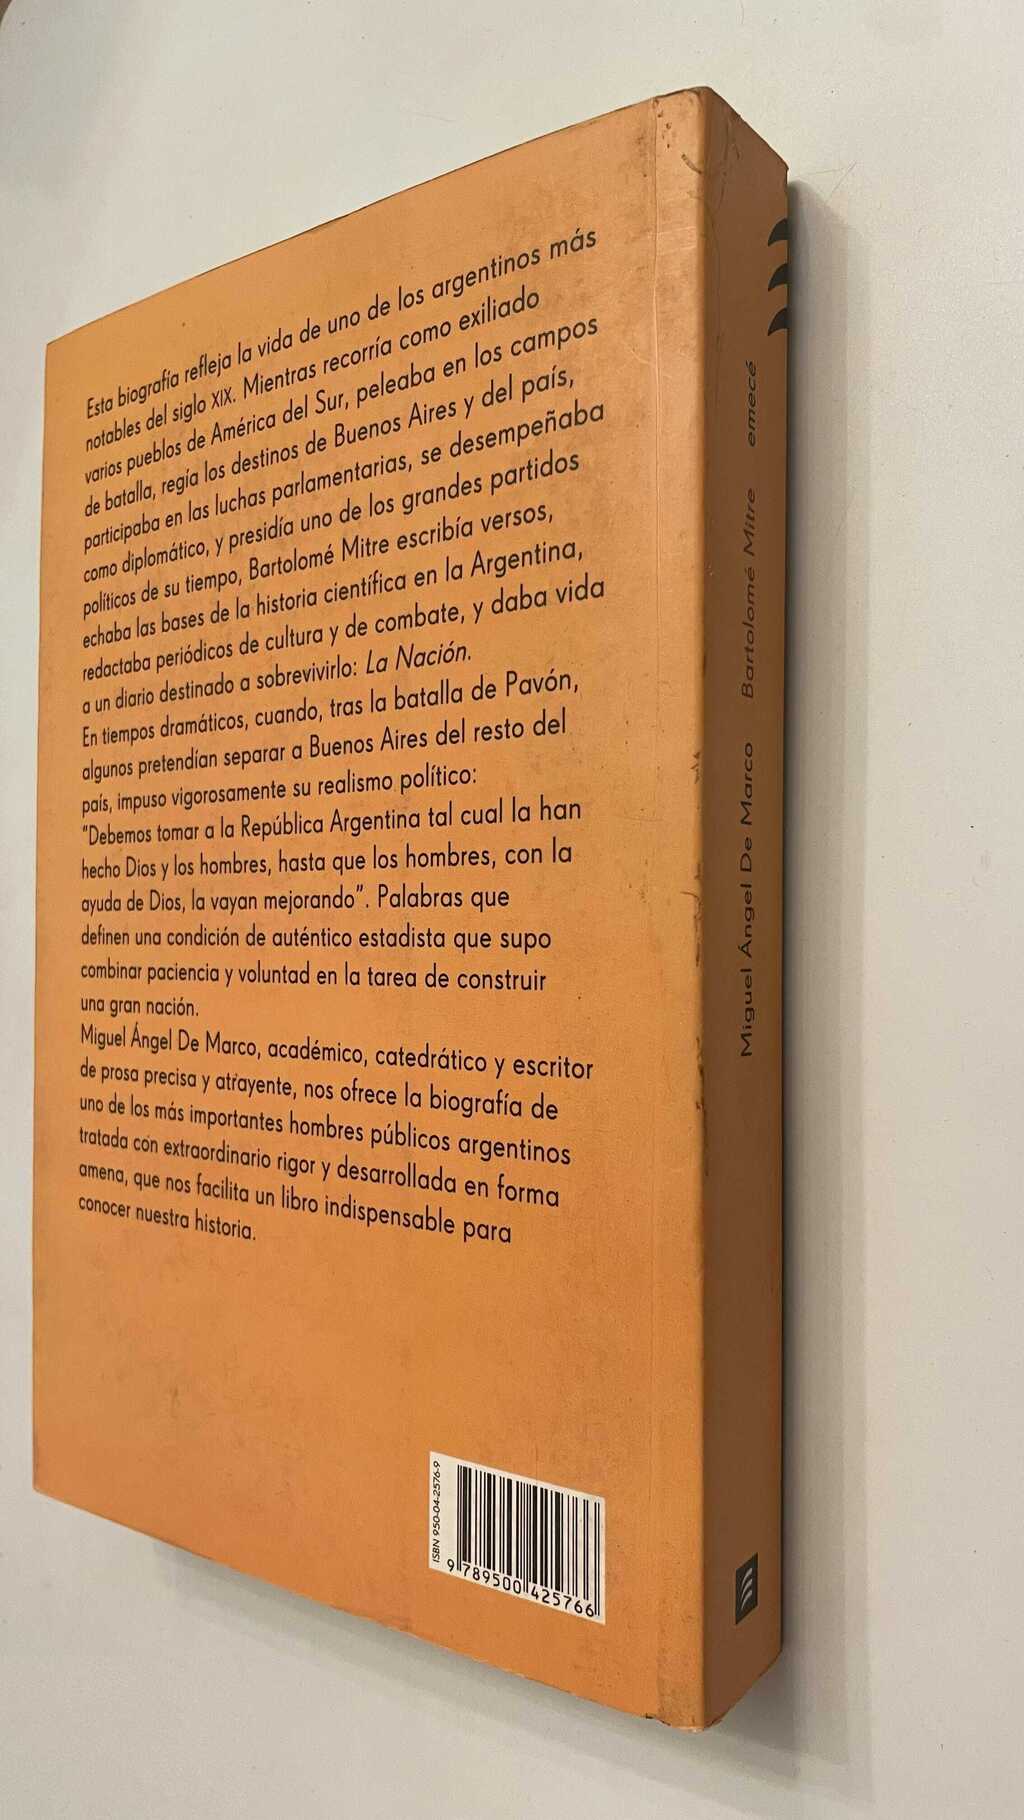 Esta biografía refleja la vida de uno de los argentinos más
notables del siglo XIX. Mientras recorría como exiliado
varios pueblos de América del Sur, peleaba en los campos
de batalla, regía los destinos de Buenos Aires y del país,
participaba en las luchas parlamentarias, se desempeñaba
como diplomático, y presidía uno de los grandes partidos
políticos de su tiempo, Bartolomé Mitre escribía versos,
echaba las bases de la historia científica en la Argentina,
redactaba periódicos de cultura y de combate, y daba vida
a un diario destinado a sobrevivirlo: La Nación.
En tiempos dramáticos, cuando, tras la batalla de Pavón,
algunos pretendían separar a Buenos Aires del resto del
país, impuso vigorosamente su realismo político:
"Debemos tomar a la República Argentina tal cual la han
hecho Dios y los hombres, hasta que los hombres, con la
ayuda de Dios, la vayan mejorando". Palabras que
definen una condición de auténtico estadista que supo
combinar paciencia y voluntad en la tarea de construir
una gran nación.
Miguel Ángel De Marco, académico, catedrático y escritor
de prosa precisa y atrayente, nos ofrece la biografía de
uno de los más importantes hombres públicos argentinos
tratada con extraordinario rigor y desarrollada en forma
amena, que nos facilita un libro indispensable para
conocer nuestra historia.
ISBN 950-04-2576-9
9 789500 425766
Miguel Ángel De Marco Bartolomé Mitre emecé